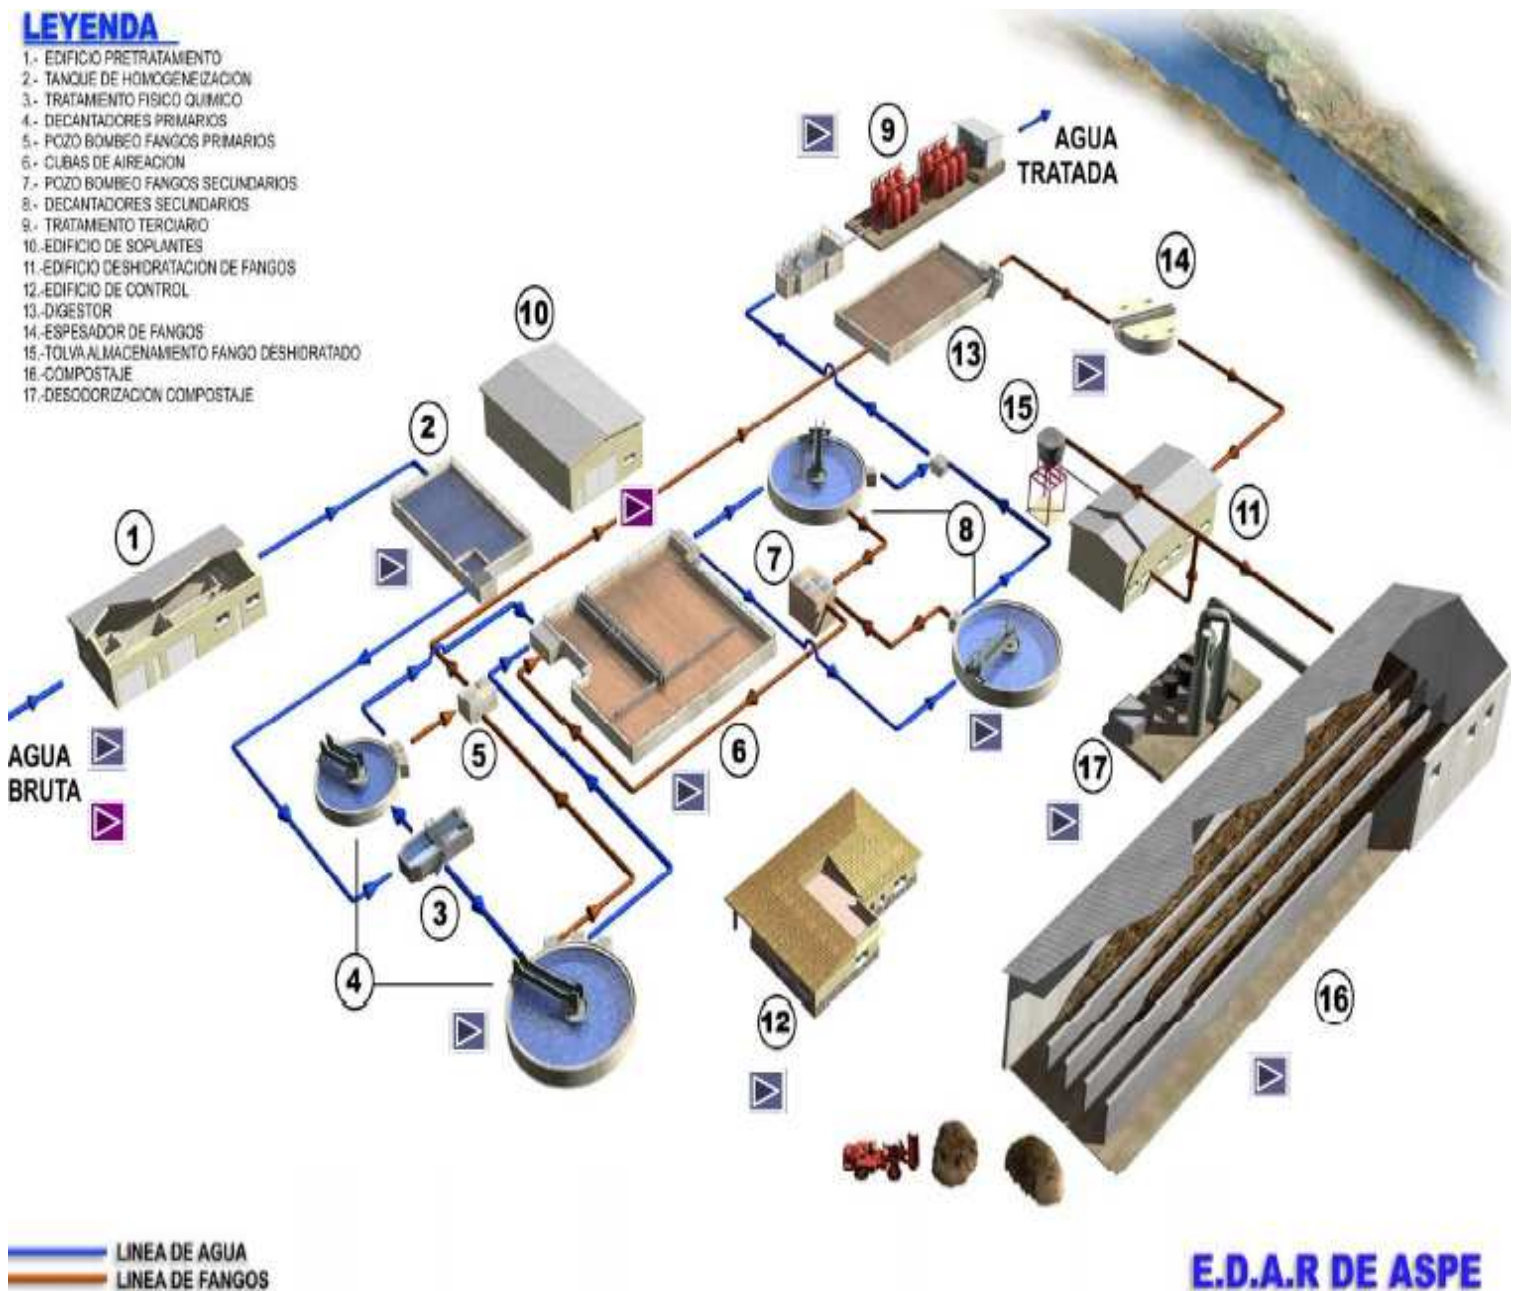 LEYENDA
1.- EDIFICIO PRETRATAMIENTO
2.- TANQUE DE HOMOGENEIZACION
3.- TRATAMIENTO FISICO QUIMICO
4.- DECANTADORES PRIMARIOS
5.- POZO BOMBEO FANGOS PRIMARIOS
6.- CUBAS DE AIREACION
7.- POZO BOMBEO FANGOS SECUNDARIOS
8.- DECANTADORES SECUNDARIOS
9.- TRATAMIENTO TERCIARIO
10.-EDIFICIO DE SOPLANTES
11.-EDIFICIO DESHIDRATACION DE FANGOS
12.-EDIFICIO DE CONTROL
13.-DIGESTOR
14.-ESPESADOR DE FANGOS
15.-TOLVA ALMACENAMIENTO FANGO DESHIDRATADO
16.-COMPOSTAJE
17.-DESODORIZACION COMPOSTAJE
9
AGUA
TRATADA
14
10
13
15
2
11
1
8
7
5
6
17
AGUA
BRUTA
3
4
12
16
LINEA DE AGUA
LINEA DE FANGOS
E.D.A.R DE ASPE